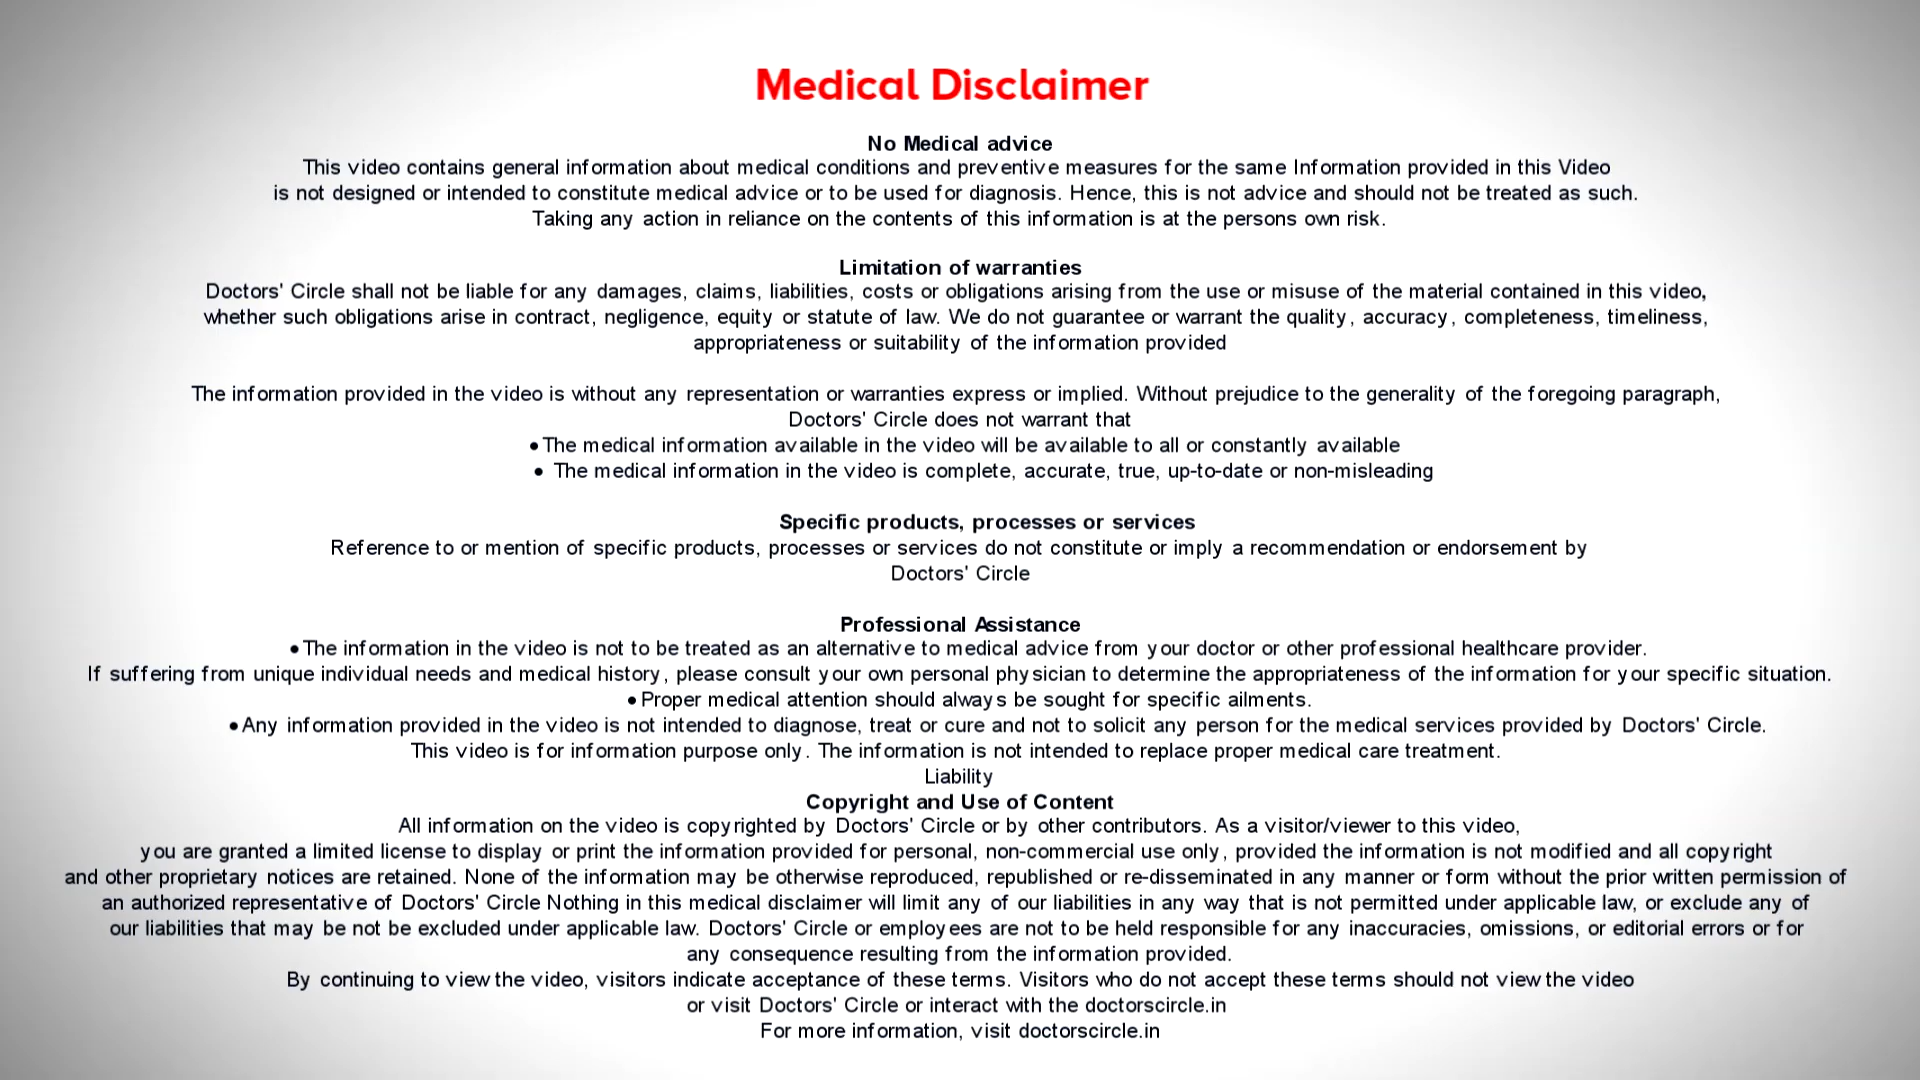 Medical Disclaimer
No Medical advice
This video contains general information about medical conditions and preventive measures for the same Information provided in this Video
is not designed or intended to constitute medical advice or to be used for diagnosis. Hence, this is not advice and should not be treated as such.
Taking any action in reliance on the contents of this information is at the persons own risk.
Limitation of warranties
Doctors' Circle shall not be liable for any damages, claims, liabilities, costs or obligations arising from the use or misuse of the material contained in this video,
whether such obligations arise in contract, negligence, equity or statute of law. We do not guarantee or warrant the quality, accuracy, completeness, timeliness,
appropriateness or suitability of the information provided
The information provided in the video is without any representation or warranties express or implied. Without prejudice to the generality of the foregoing paragraph,
Doctors' Circle does not warrant that
•The medical information available in the video will be available to all or constantly available
• The medical information in the video is complete, accurate, true, up-to-date or non-misleading
Specific products, processes or services
Reference to or mention of specific products, processes or services do not constitute or imply a recommendation or endorsement by
Doctors' Circle
Professional Assistance
•The information in the video is not to be treated as an alternative to medical advice from your doctor or other professional healthcare provider.
If suffering from unique individual needs and medical history, please consult your own personal physician to determine the appropriateness of the information for your specific situation.
•Proper medical attention should always be sought for specific ailments.
•Any information provided in the video is not intended to diagnose, treat or cure and not to solicit any person for the medical services provided by Doctors' Circle.
This video is for information purpose only. The information is not intended to replace proper medical care treatment.
Liability
Copyright and Use of Content
All information on the video is copyrighted by Doctors' Circle or by other contributors. As a visitor/viewer to this video,
you are granted a limited license to display or print the information provided for personal, non-commercial use only, provided the information is not modified and all copyright
and other proprietary notices are retained. None of the information may be otherwise reproduced, republished or re-disseminated in any manner or form without the prior written permission of
an authorized representative of Doctors' Circle Nothing in this medical disclaimer will limit any of our liabilities in any way that is not permitted under applicable law, or exclude any of
our liabilities that may be not be excluded under applicable law. Doctors' Circle or employees are not to be held responsible for any inaccuracies, omissions, or editorial errors or for
any consequence resulting from the information provided.
By continuing to view the video, visitors indicate acceptance of these terms. Visitors who do not accept these terms should not view the video
or visit Doctors' Circle or interact with the doctorscircle.in
For more information, visit doctorscircle.in